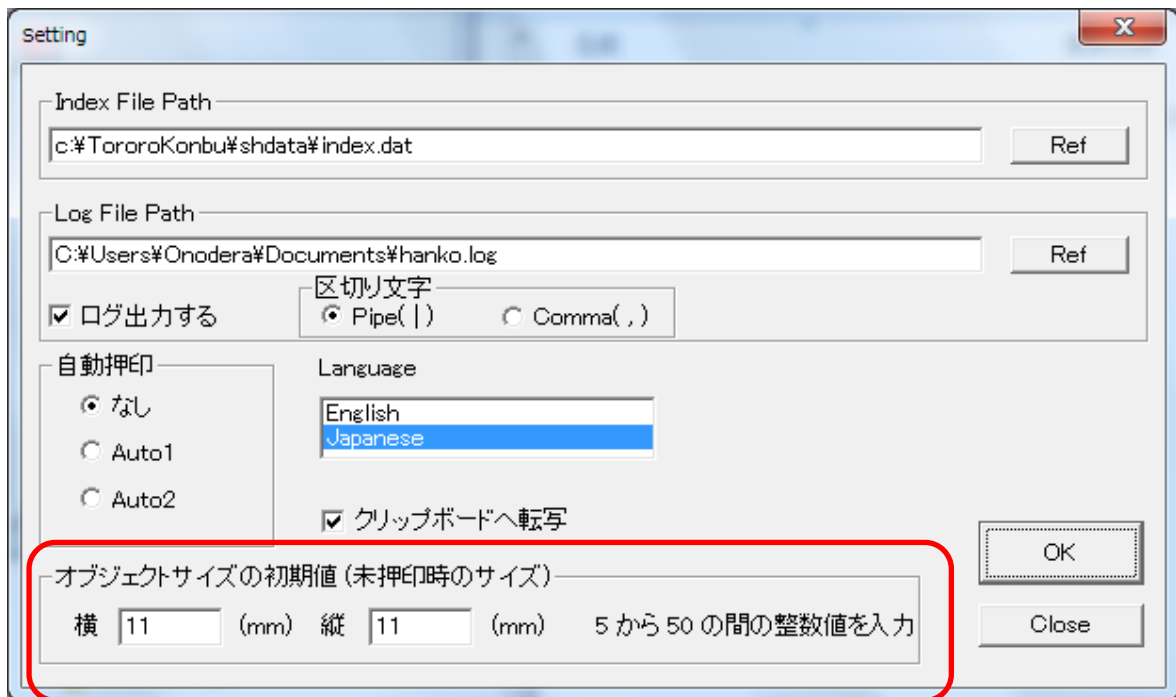 Setting
Index File Path
c:¥TororoKonbu¥shdata¥index.dat
Ref
Log File Path
C:¥Users¥Onodera¥Documents¥hanko.log
Ref
ログ出力する
区切り文字
Pipe( | )
Comma( , )
自動押印
なし
Auto1
Auto2
Language
English
Japanese
クリップボードへ転写
オブジェクトサイズの初期値(未押印時のサイズ)
横 11 (mm) 縦 11 (mm) 5 から 50 の間の整数値を入力
OK
Close